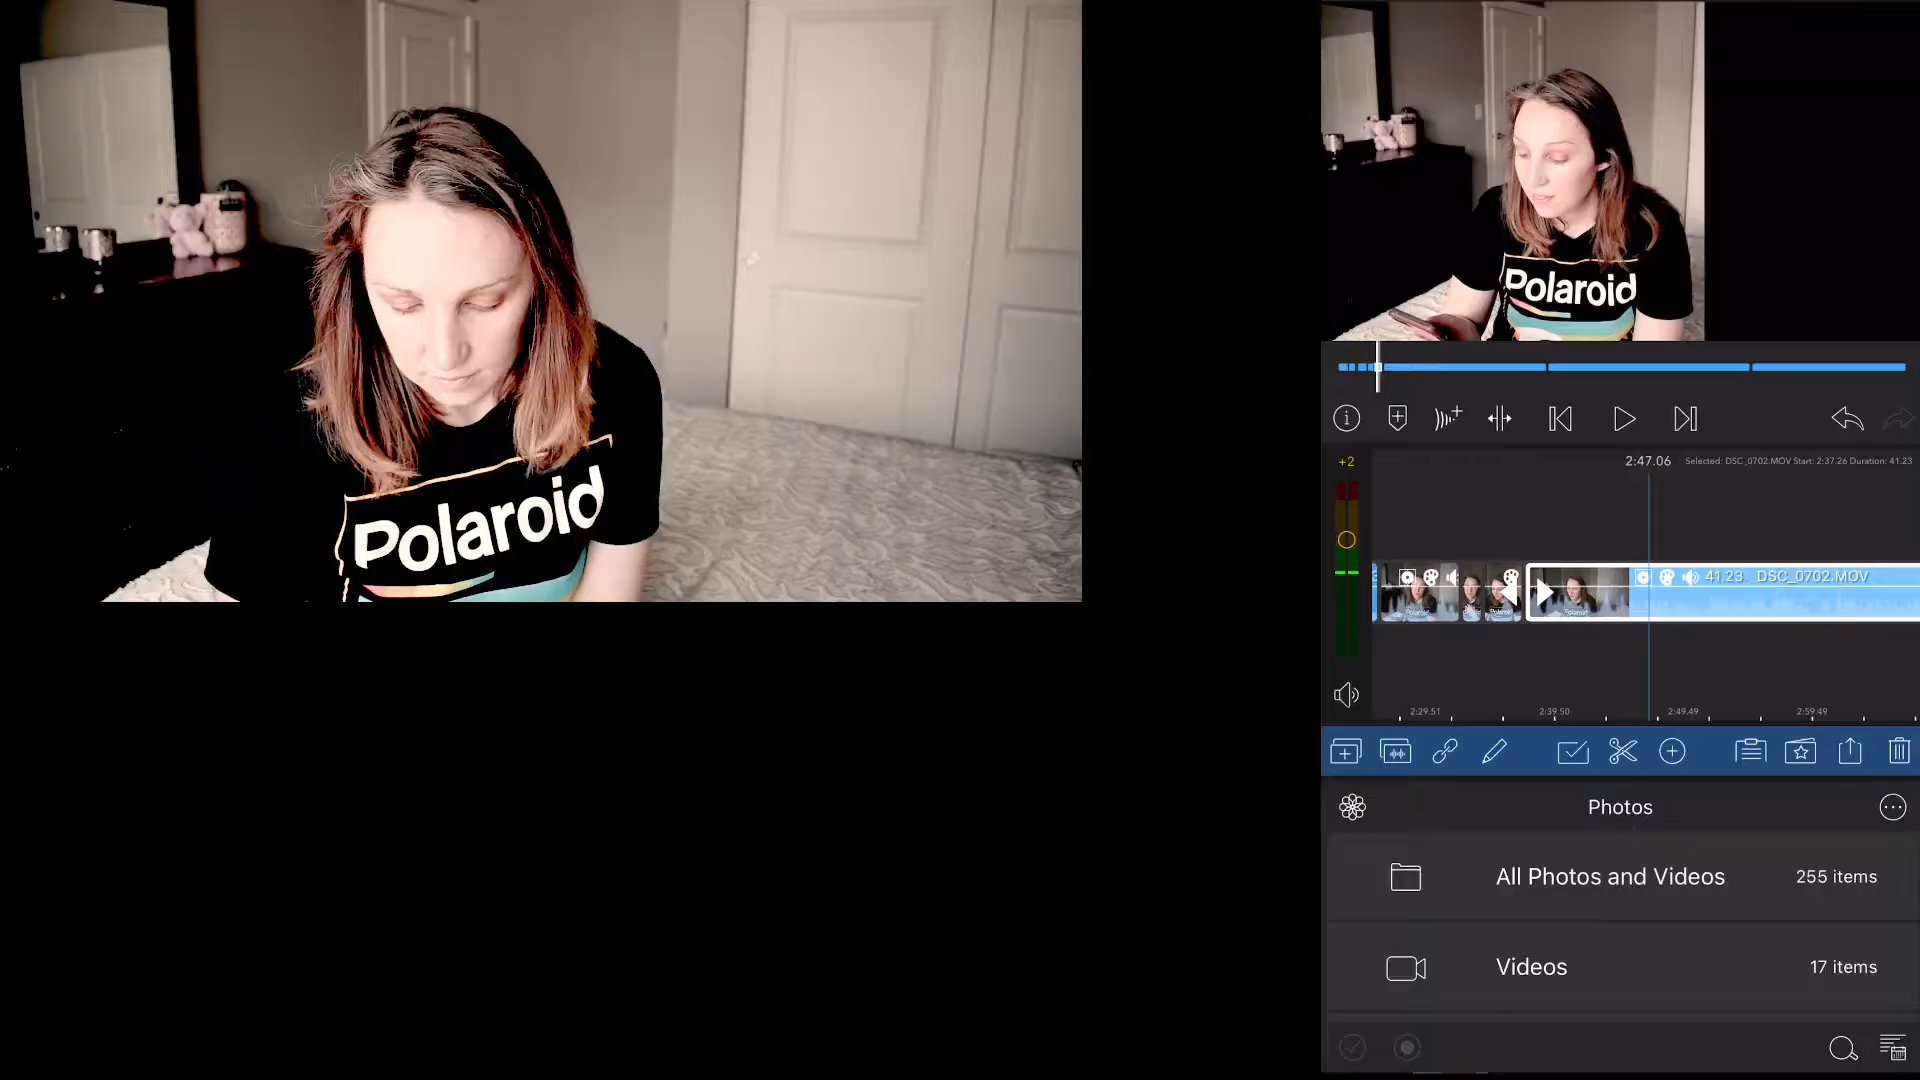 Polaroid
Polaroid
+2
2:47.06
Selected: DSC_0702.MOV Start: 2:37.26 Duration: 41.23
41,23 DSC_0702.MOV
2:29.51
2:39.50
2:49.49
2:59.49
Photos
All Photos and Videos
255 items
Videos
17 items